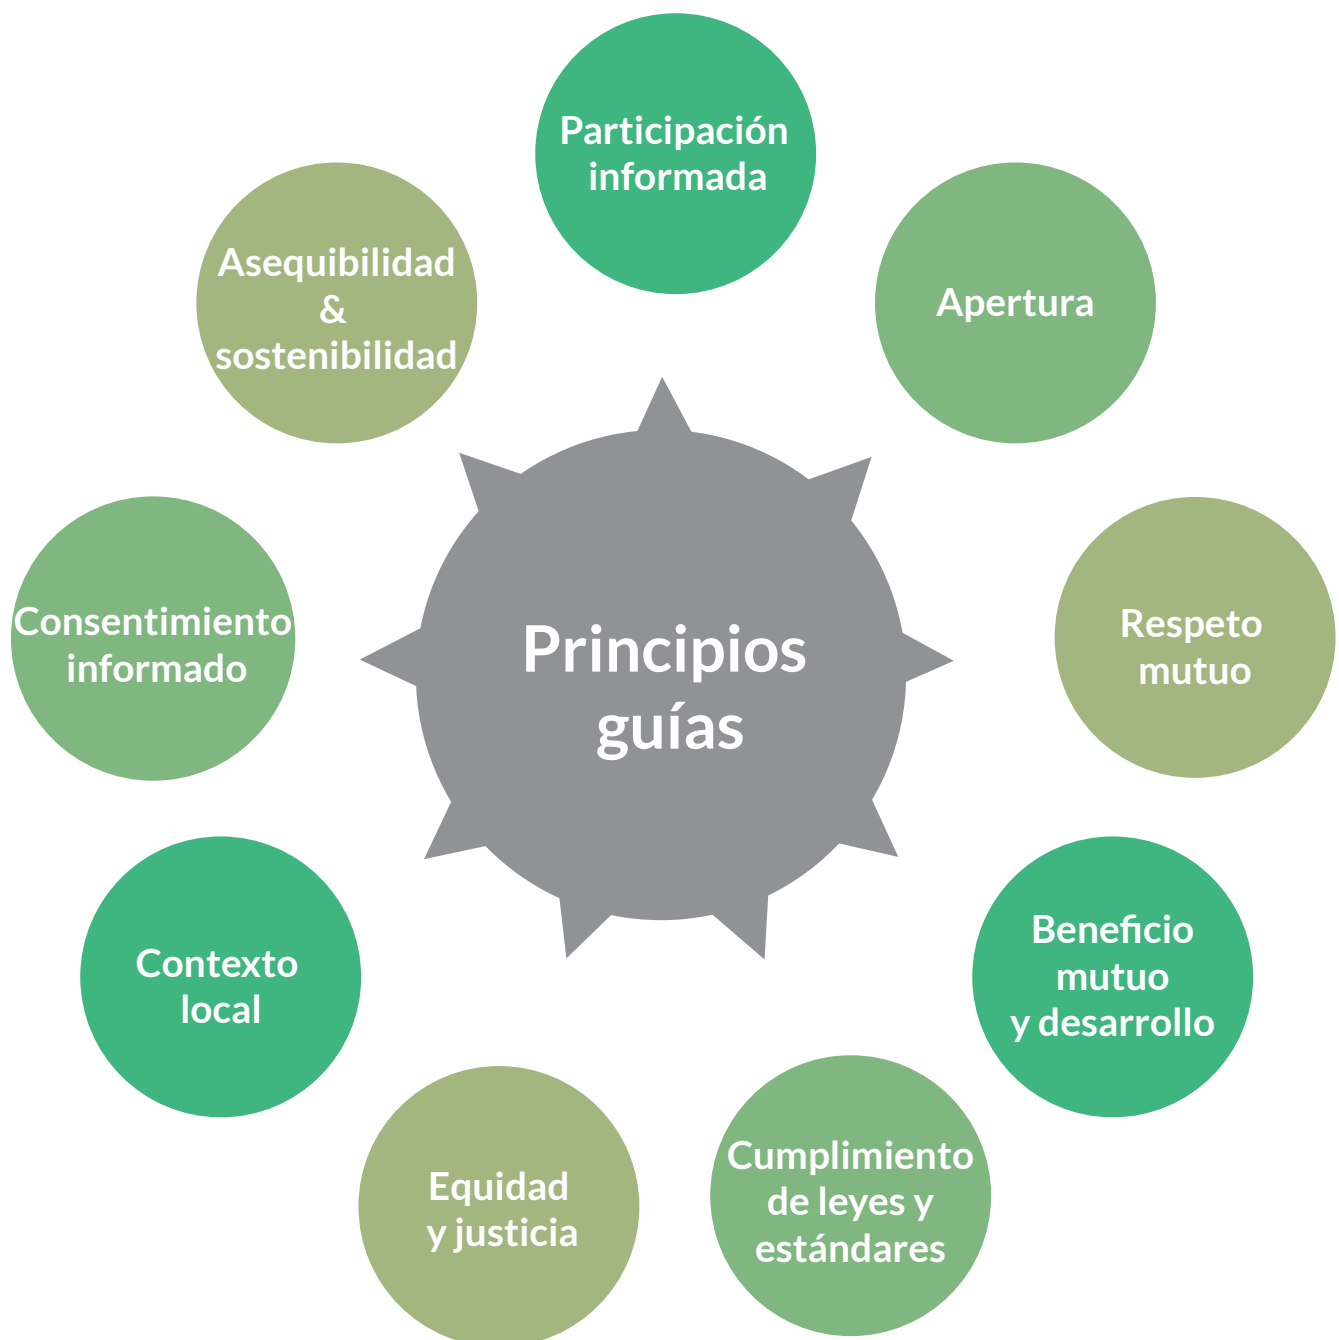 Participación
informada
Apertura
Respeto
mutuo
Beneficio
mutuo
y desarrollo
Cumplimiento
de leyes y
estándares
Equidad
y justicia
Contexto
local
Consentimiento
informado
Asequibilidad
&
sostenibilidad
Principios
guías